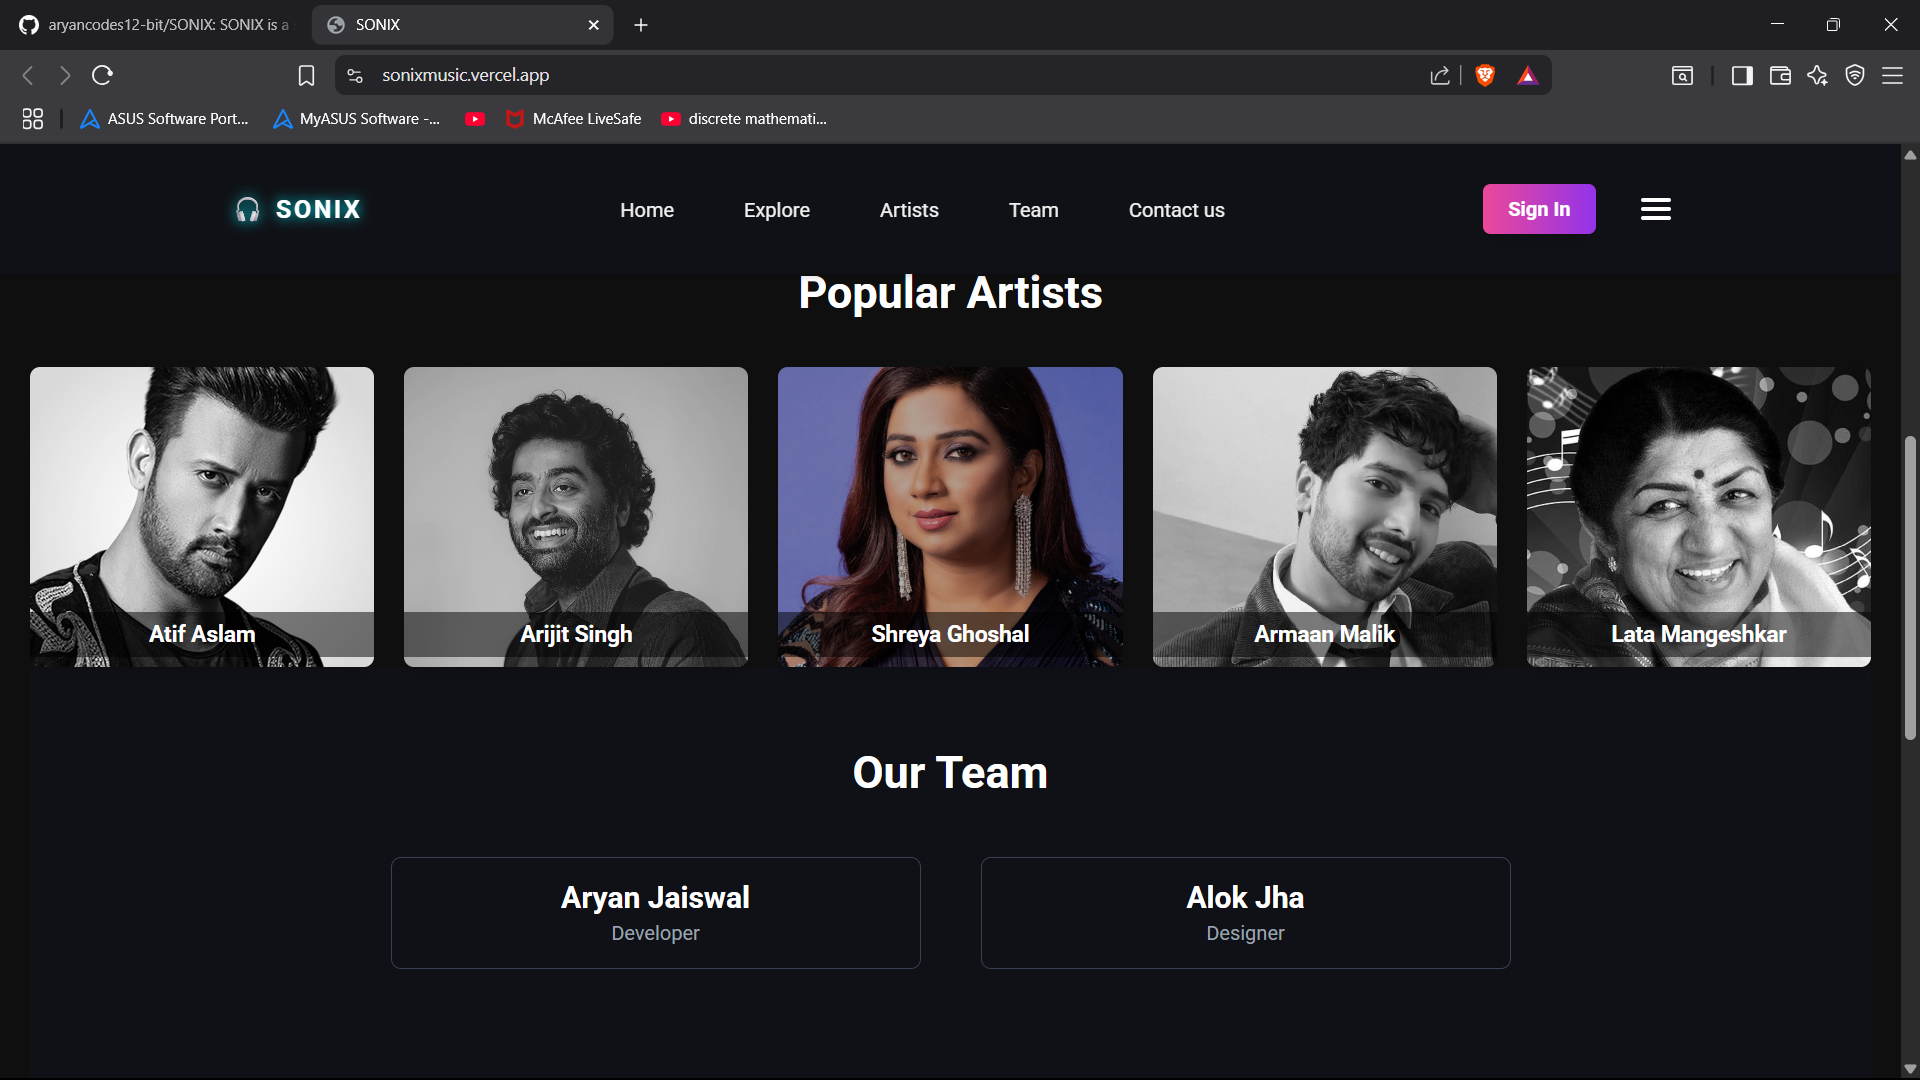 aryancodes12-bit/SONIX: SONIX is a
SONIX
sonixmusic.vercel.app
ASUS Software Port...
MyASUS Software -...
McAfee LiveSafe
discrete mathemati...
SONIX
Home
Explore
Artists
Team
Contact us
Sign In
Popular Artists
Atif Aslam
Arijit Singh
Shreya Ghoshal
Armaan Malik
Lata Mangeshkar
Our Team
Aryan Jaiswal
Developer
Alok Jha
Designer